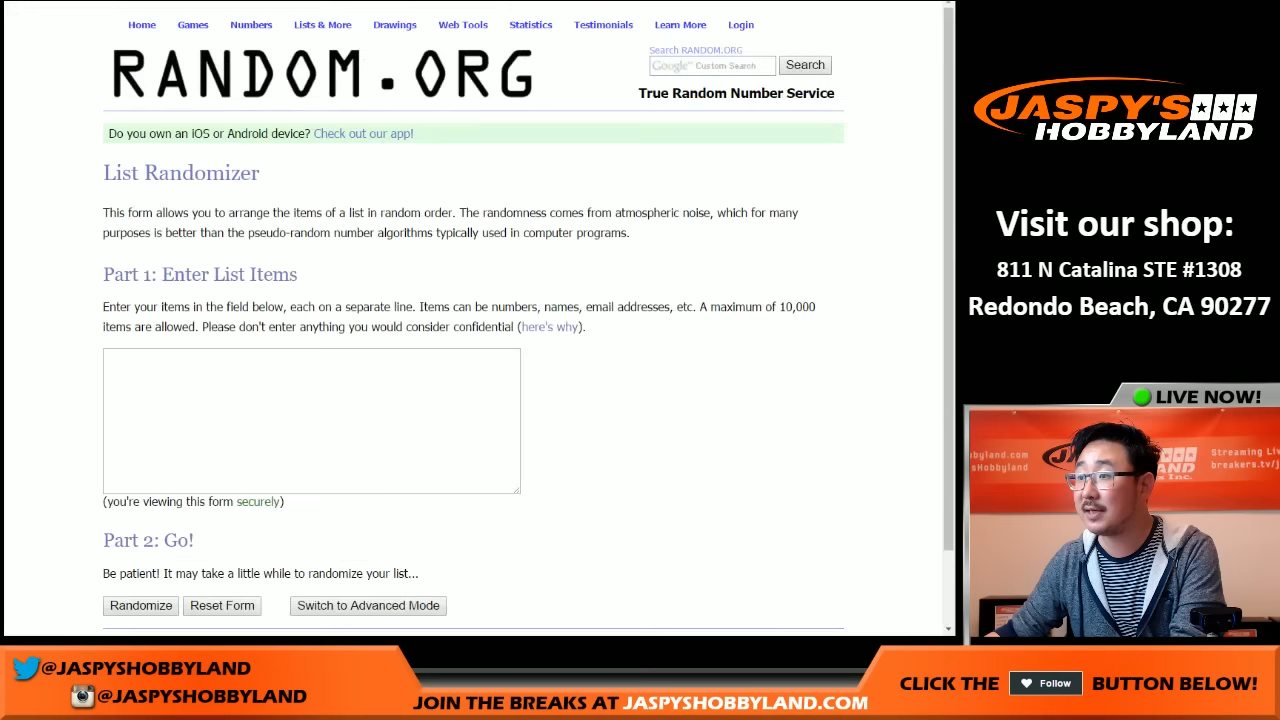 Home Games Numbers Lists & More Drawings Web Tools Statistics Testimonials Learn More Login
RANDOM.ORG
Search RANDOM.ORG
Google™ Custom Search Search
True Random Number Service
Do you own an iOS or Android device? Check out our app!
List Randomizer
This form allows you to arrange the items of a list in random order. The randomness comes from atmospheric noise, which for many
purposes is better than the pseudo-random number algorithms typically used in computer programs.
Part 1: Enter List Items
Enter your items in the field below, each on a separate line. Items can be numbers, names, email addresses, etc. A maximum of 10,000
items are allowed. Please don't enter anything you would consider confidential (here's why).
(you're viewing this form securely)
Part 2: Go!
Be patient! It may take a little while to randomize your list...
Randomize Reset Form Switch to Advanced Mode
JASPY'S
HOBBYLAND
Visit our shop:
811 N Catalina STE #1308
Redondo Beach, CA 90277
LIVE NOW!
Streaming Liv
breakers.tv/j
@JASPYSHOBBYLAND
@JASPYSHOBBYLAND
JOIN THE BREAKS AT JASPYSHOBBYLAND.COM
CLICK THE Follow BUTTON BELOW!